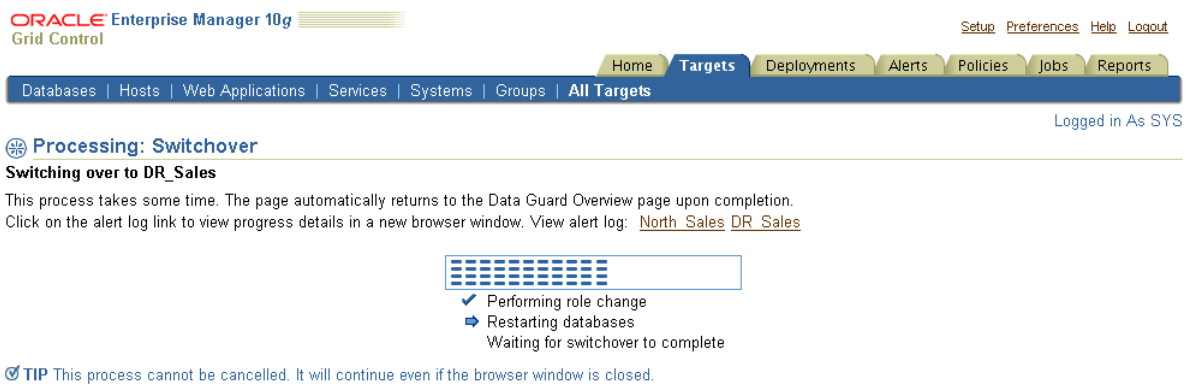 ORACLE Enterprise Manager 10g
Grid Control
Setup Preferences Help Logout
Home Targets Deployments Alerts Policies Jobs Reports
Databases | Hosts | Web Applications | Services | Systems | Groups | All Targets
Logged in As SYS
Processing: Switchover
Switching over to DR_Sales
This process takes some time. The page automatically returns to the Data Guard Overview page upon completion.
Click on the alert log link to view progress details in a new browser window. View alert log: North_Sales DR_Sales
Performing role change
Restarting databases
Waiting for switchover to complete
TIP This process cannot be cancelled. It will continue even if the browser window is closed.